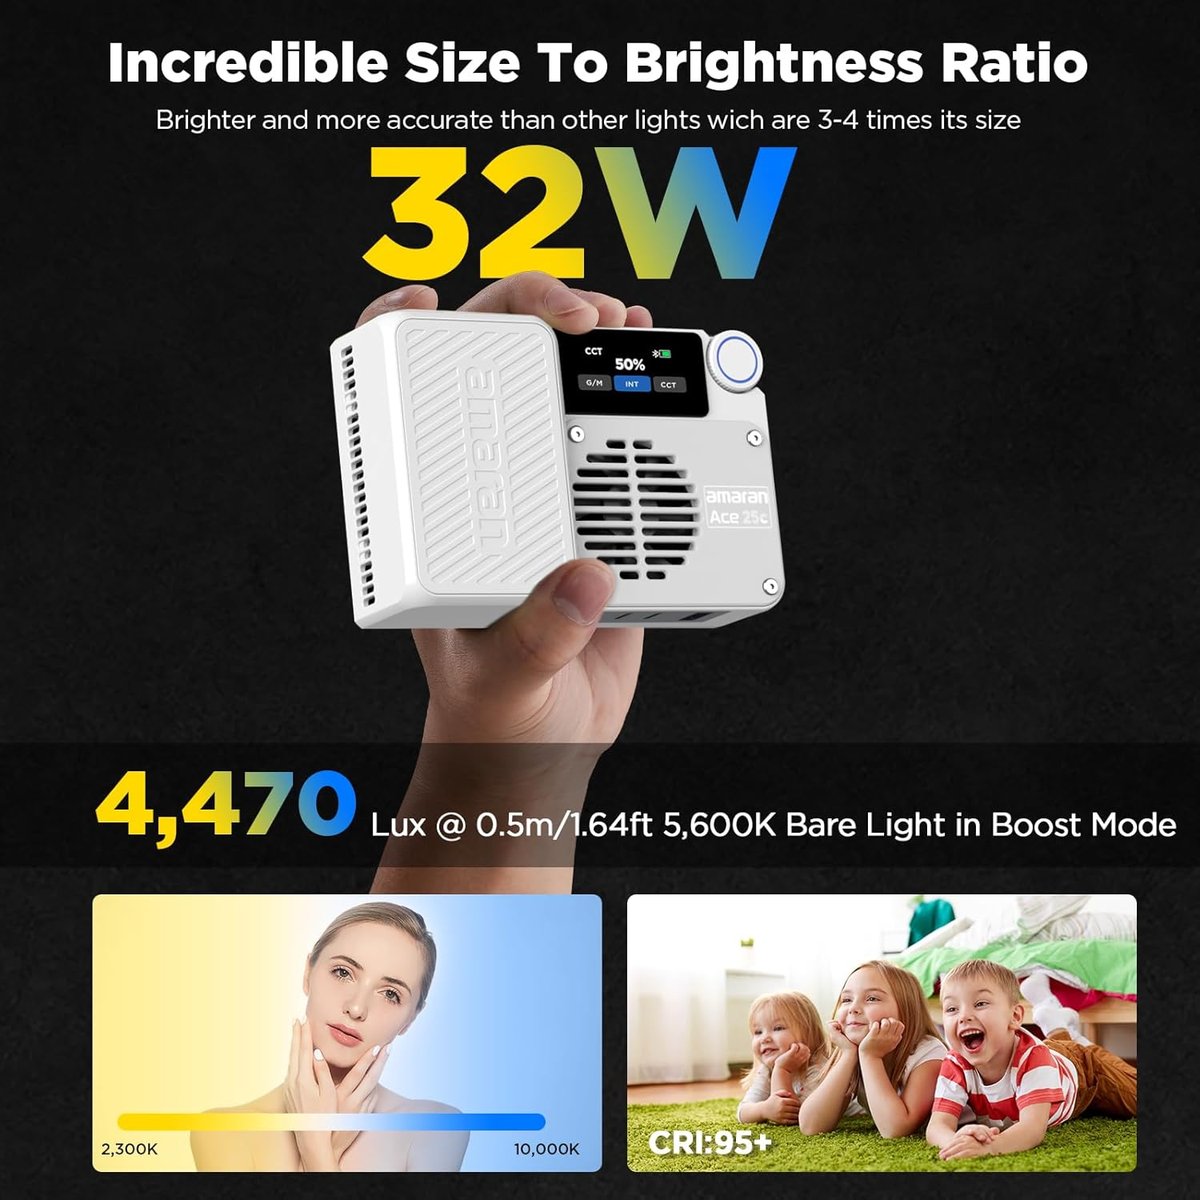 Incredible Size To Brightness Ratio
Brighter and more accurate than other lights wich are 3-4 times its size
32W
CCT
50%
G/M INT CCT
amaran
amaran
Ace 25c
4,470 Lux @ 0.5m/1.64ft 5,600K Bare Light in Boost Mode
2,300K 10,000K
CRI:95+